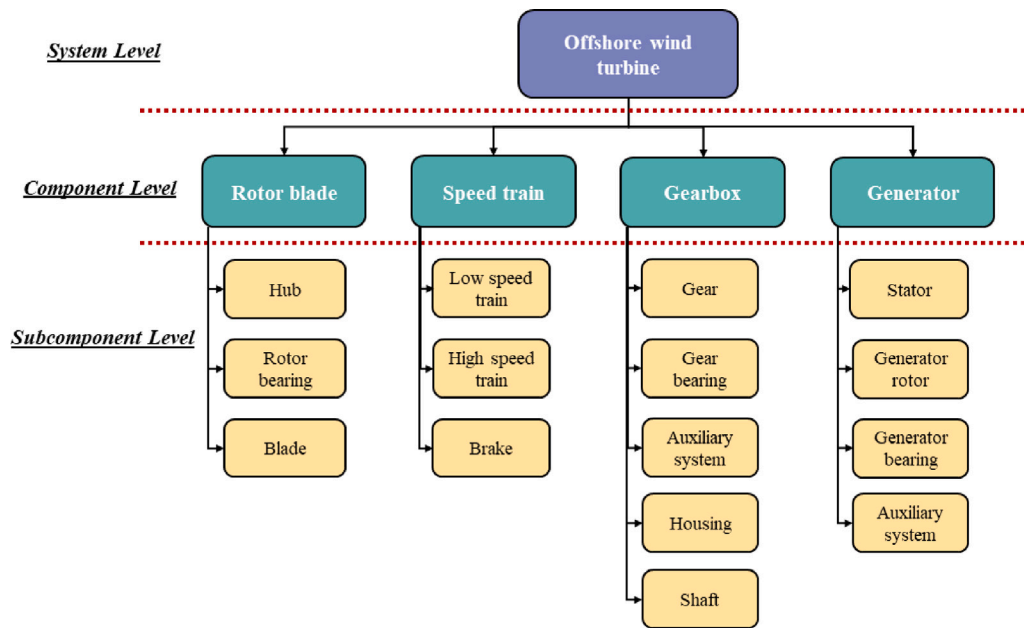 System Level
Offshore wind
turbine
Component Level
Rotor blade
Speed train
Gearbox
Generator
Subcomponent Level
Hub
Rotor
bearing
Blade
Low speed
train
High speed
train
Brake
Gear
Gear
bearing
Auxiliary
system
Housing
Shaft
Stator
Generator
rotor
Generator
bearing
Auxiliary
system